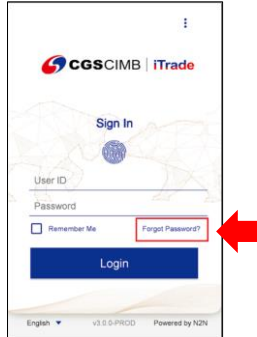 CGSCIMB | iTrade
Sign In
User ID
Password
Remember Me Forgot Password?
Login
English v3.0.0-PROD Powered by N2N